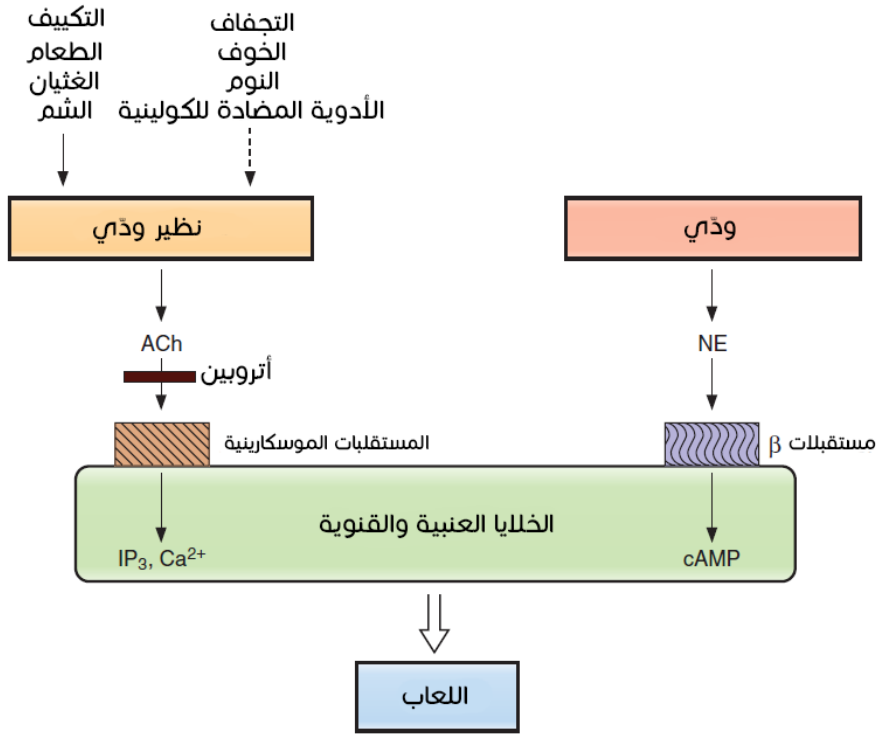 التكييف
الطعام
الغثيان
الشم
التجفاف
الخوف
النوم
الأدوية المضادة للكولينية
نظير ودّي
ودّي
ACh
NE
أتروبين
المستقلبات الموسكارينية
مستقبلات β
الخلايا العنبية والقنوية
IP₃, Ca²⁺
cAMP
اللعاب